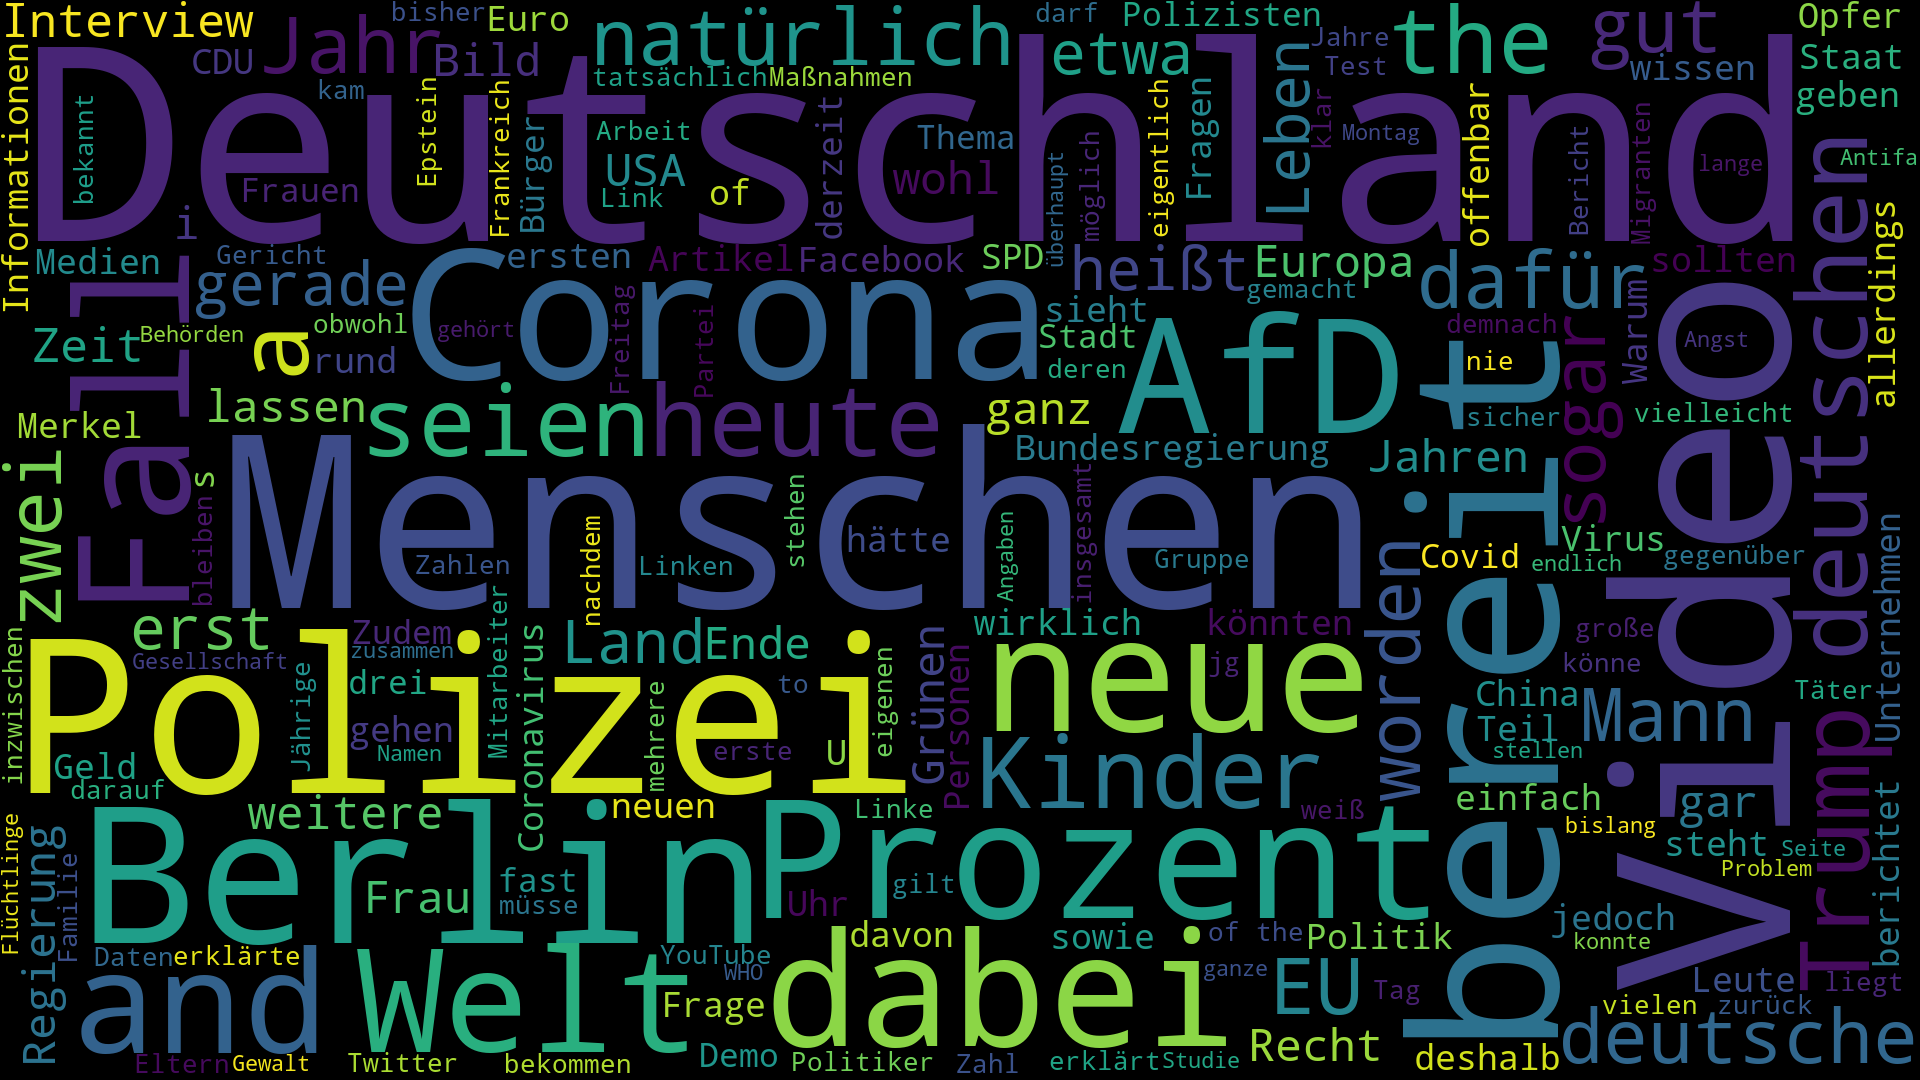 Interview
bisher
Euro
natürlich
darf
Polizisten
the
gut
Opfer
CDU
Jahr
Bild
etwa
Jahre
Test
wissen
Staat
geben
Informationen
Deutschland
kam
tatsächlich
Maßnahmen
bekannt
Epstein
Frankreich
Bürger
Arbeit
USA
Link
of
derzeit
Thema
wohl
möglich
überhaupt
eigentlich
Fragen
Leben
klar
Montag
offenbar
Bericht
Migranten
lange
Antifa
Frauen
i
Medien
Gericht
gerade
Corona
ersten
Artikel
Facebook
SPD
heißt
Europa
gemacht
dafür
sollten
deutschen
allerdings
Zeit
Behörden
a
obwohl
rund
gehört
Freitag
Partei
sieht
Stadt
deren
AfD
demnach
nie
sogar
Warum
Angst
Video
Fall
Merkel
lassen
seien
heute
ganz
Bundesregierung
Jahren
sicher
vielleicht
bereit
zwei
s
bleiben
Menschen
stehen
hätte
Zahlen
nachdem
Linken
Angaben
insgesamt
Gruppe
worden
Covid
Virus
endlich
gegenüber
Unternehmen
inzwischen
erst
Gesellschaft
Zudem
zusammen
Polizei
Jährige
drei
gehen
Namen
Mitarbeiter
Coronavirus
Land
Ende
mehrere
to
erste
U
eigenen
Grünen
Personen
wirklich
neue
könnten
jg
große
könne
China
Teil
stellen
Mann
Täter
Trump
Geld
darauf
weitere
neuen
Linke
Kinder
weiß
einfach
bislang
gar
steht
Seite
Problem
berichtet
Flüchtlinge
Regierung
Familie
Berlin
Frau
fast
müsse
Prozent
Uhr
gilt
jedoch
konnte
Daten
erklärte
and
Welt
YouTube
WHO
Frage
dabei
davon
sowie
of the
Politik
ganze
EU
Tag
Leute
liegt
vielen
zurück
Eltern
Gewalt
Twitter
bekommen
Demo
Politiker
Zahl
erklärt
Studie
Recht
deshalb
deutsche